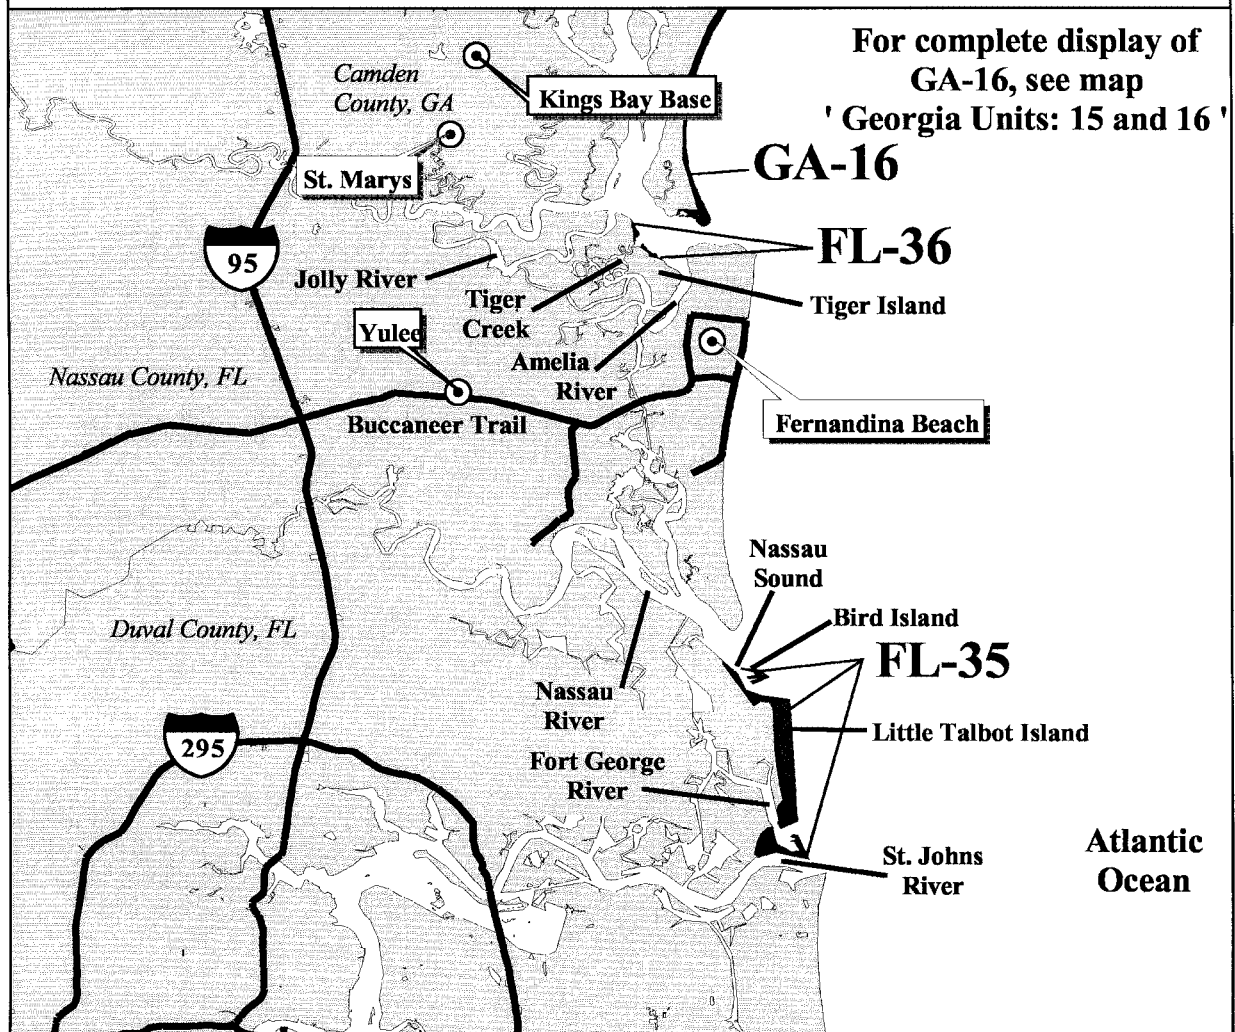 For complete display of
GA-16, see map
' Georgia Units: 15 and 16 '
Camden
County, GA
Kings Bay Base
St. Marys
GA-16
FL-36
95
Jolly River
Tiger
Creek
Tiger Island
Yulee
Amelia
River
Nassau County, FL
Buccaneer Trail
Fernandina Beach
Nassau
Sound
Bird Island
Duval County, FL
FL-35
Nassau
River
Little Talbot Island
295
Fort George
River
St. Johns
River
Atlantic
Ocean